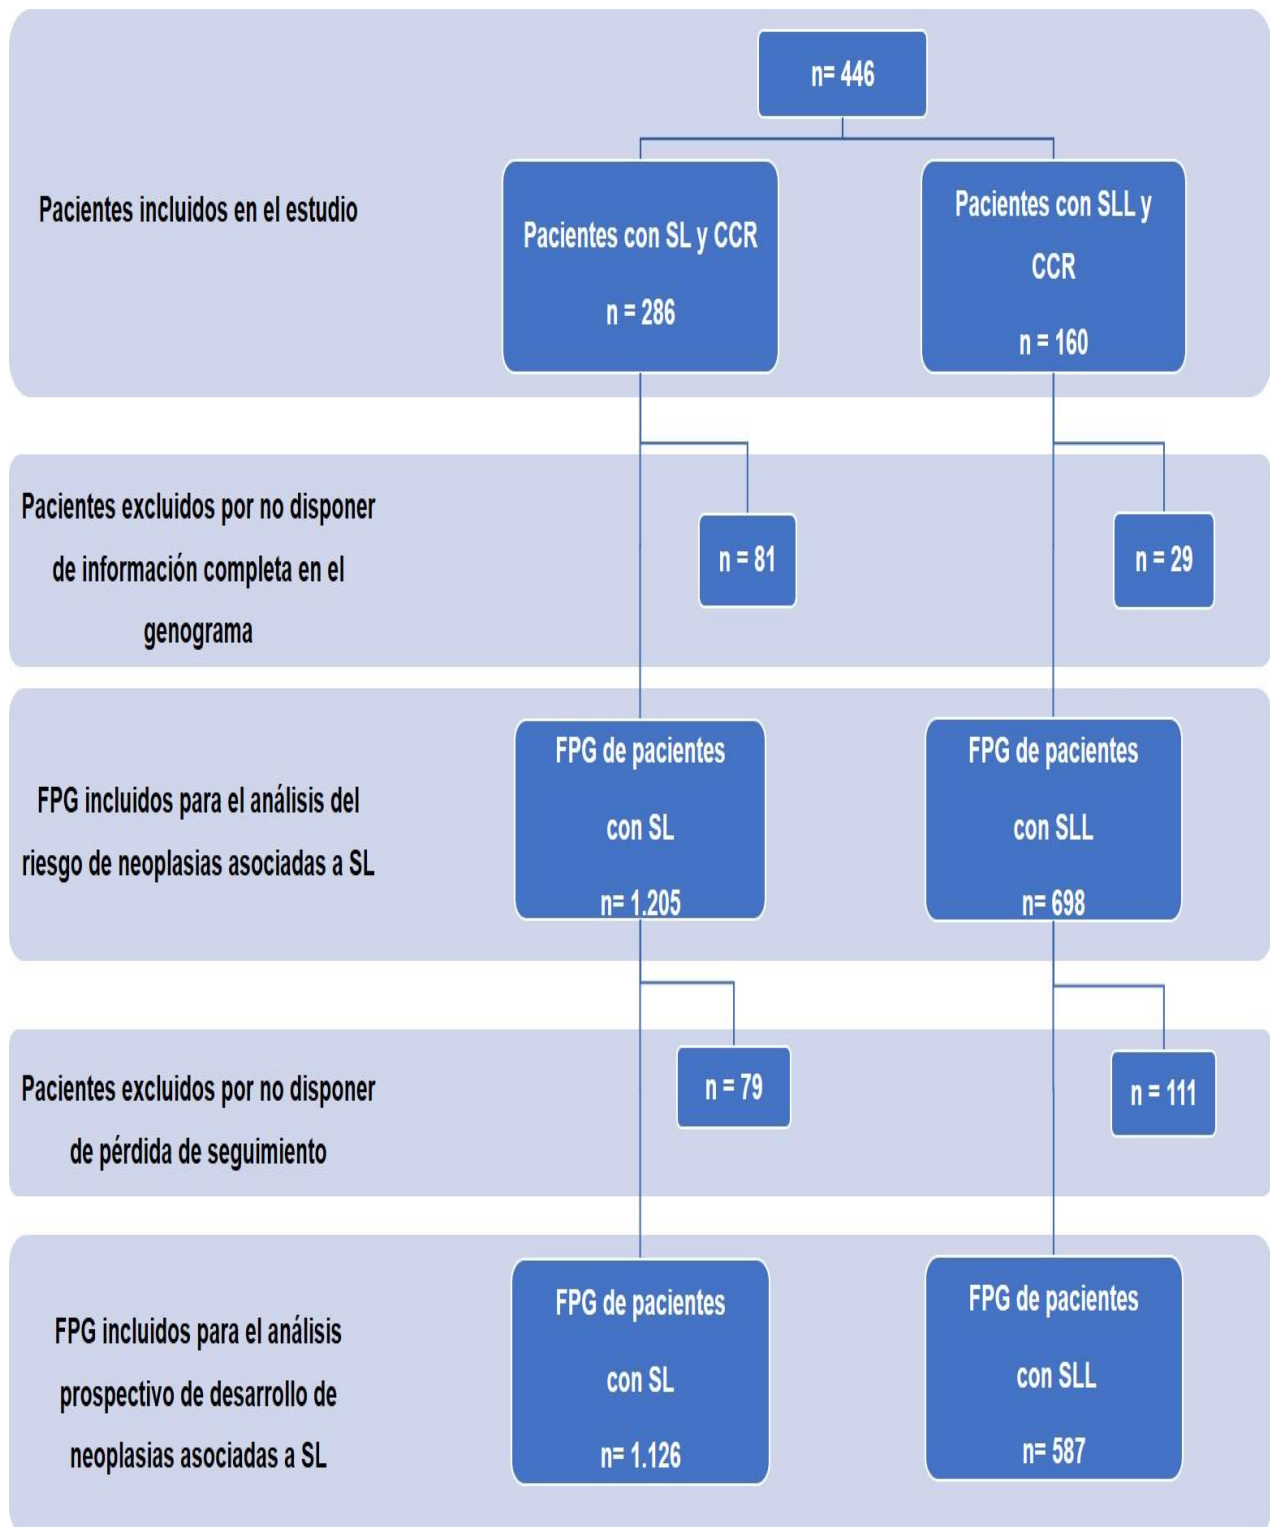 n= 446
Pacientes incluidos en el estudio
Pacientes con SL y CCR
n = 286
Pacientes con SLL y
CCR
n = 160
Pacientes excluidos por no disponer
de información completa en el
genograma
n = 81
n = 29
FPG incluidos para el análisis del
riesgo de neoplasias asociadas a SL
FPG de pacientes
con SL
n= 1.205
FPG de pacientes
con SLL
n= 698
Pacientes excluidos por no disponer
de pérdida de seguimiento
n = 79
n = 111
FPG incluidos para el análisis
prospectivo de desarrollo de
neoplasias asociadas a SL
FPG de pacientes
con SL
n= 1.126
FPG de pacientes
con SLL
n= 587